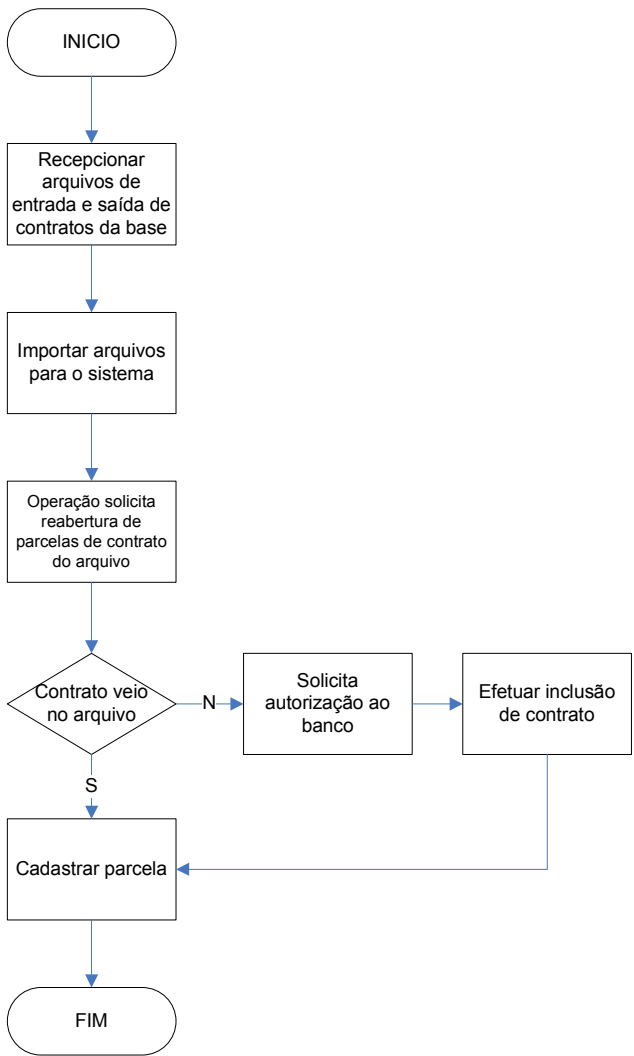 INICIO
Recepcionar
arquivos de
entrada e saída de
contratos da base
Importar arquivos
para o sistema
Operação solicita
reabertura de
parcelas de contrato
do arquivo
Contrato veio
no arquivo
N
Solicita
autorização ao
banco
Efetuar inclusão
de contrato
S
Cadastrar parcela
FIM